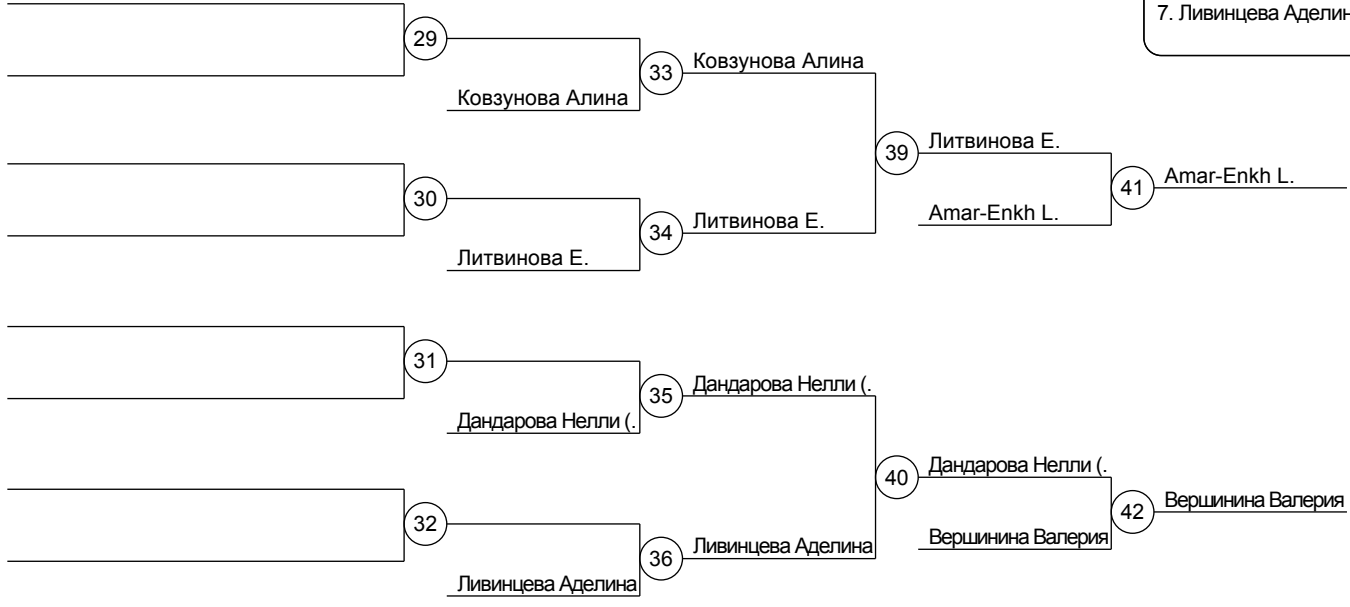 7. Ливинцева Аделин
29
Ковзунова Алина
33
Ковзунова Алина
39
Литвинова Е.
41
Amar-Enkh L.
30
Amar-Enkh L.
34
Литвинова Е.
Литвинова Е.
31
35
Дандарова Нелли (.
Дандарова Нелли (.
40
Дандарова Нелли (.
42
Вершинина Валерия
32
Вершинина Валерия
36
Ливинцева Аделина
Ливинцева Аделина